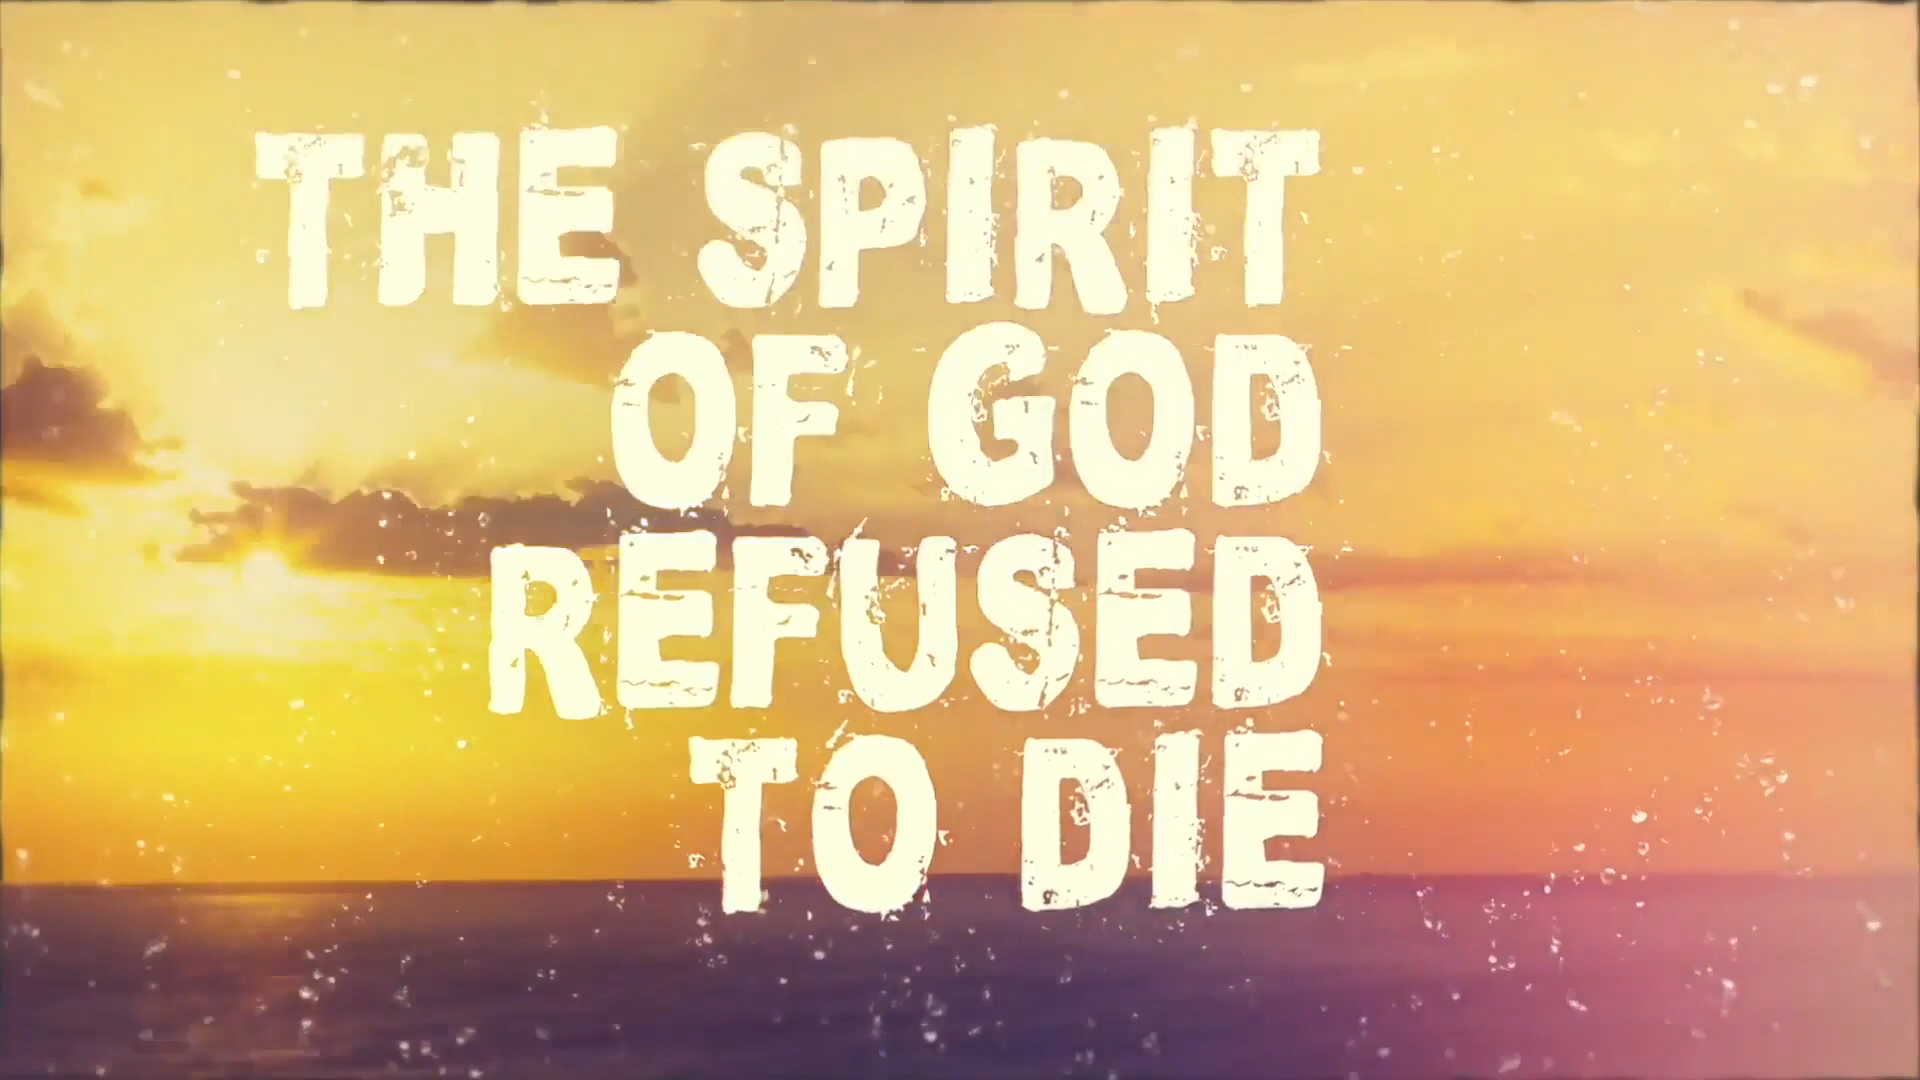 THE SPIRIT
OF GOD
REFUSED
TO DIE